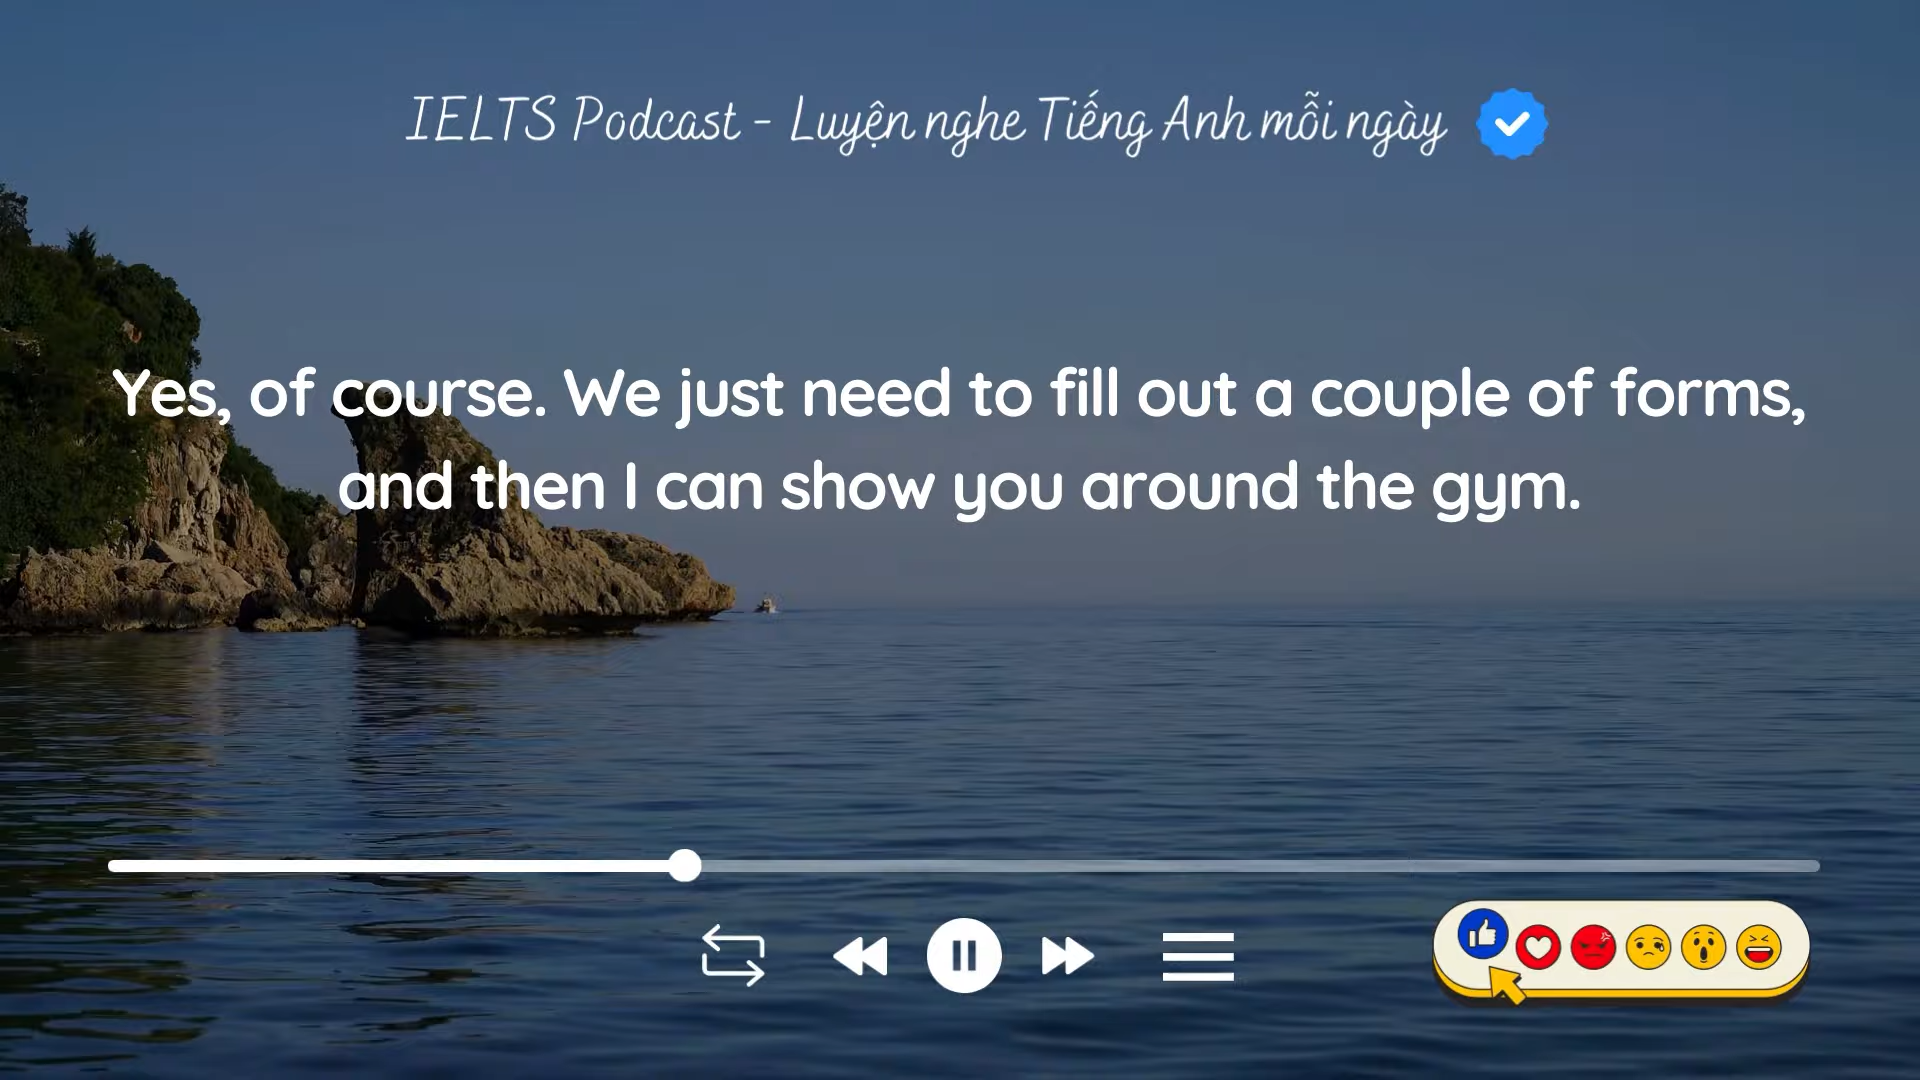 IELTS Podcast - Luyện nghe Tiếng Anh mỗi ngày
Yes, of course. We just need to fill out a couple of forms,
and then I can show you around the gym.